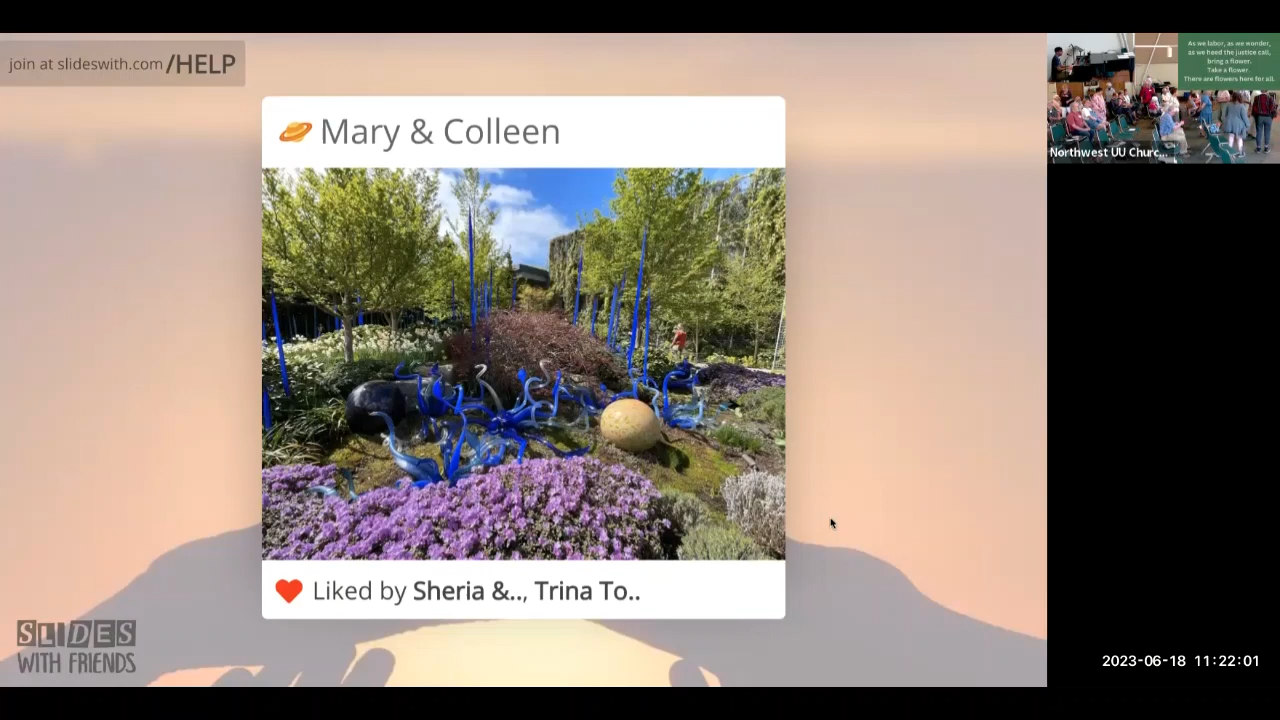 join at slideswith.com /HELP
Mary & Colleen
Liked by Sheria &.., Trina To..
SLIDES
WITH FRIENDS
As we labor, as we wonder,
as we heed the justice call,
bring a flower.
Take a flower.
There are flowers here for all.
Northwest UU Churc...
2023-06-18 11:22:01